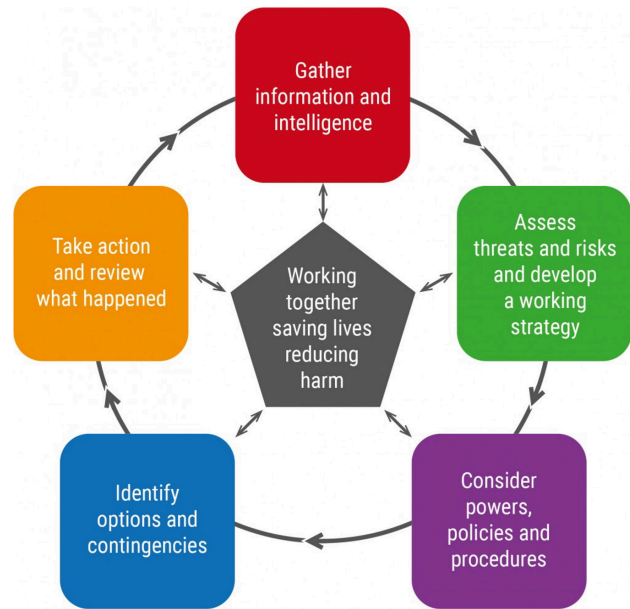 Gather
information and
intelligence
Assess
threats and risks
and develop
a working
strategy
Consider
powers,
policies and
procedures
Identify
options and
contingencies
Take action
and review
what happened
Working
together
saving lives
reducing
harm